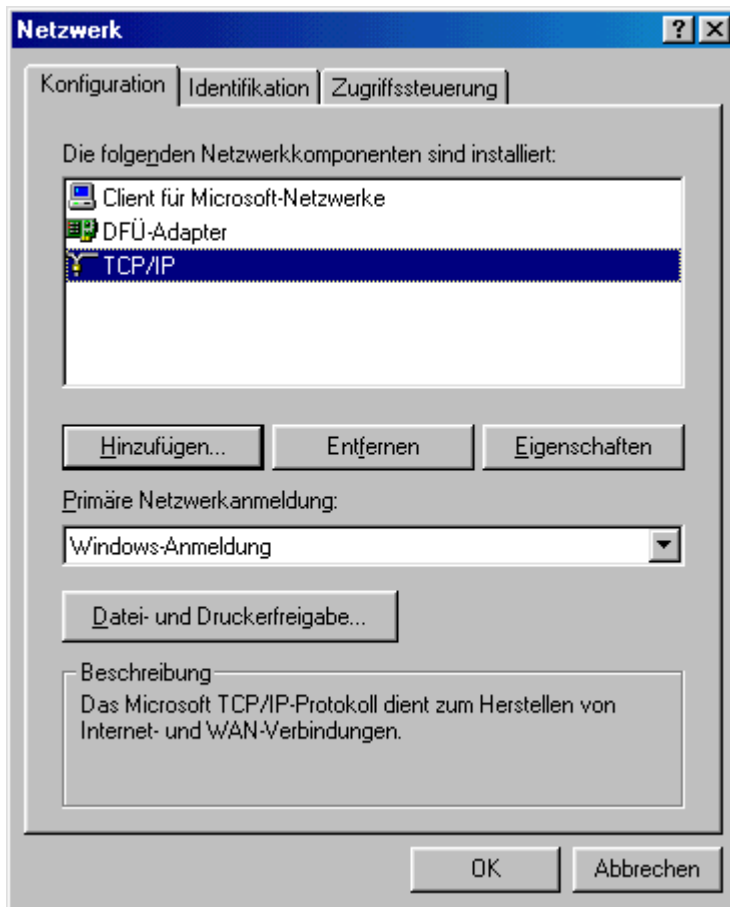 Netzwerk
Konfiguration
Identifikation
Zugriffssteuerung
Die folgenden Netzwerkkomponenten sind installiert:
Client für Microsoft-Netzwerke
DFÜ-Adapter
TCP/IP
Hinzufügen...
Entfernen
Eigenschaften
Primäre Netzwerkanmeldung:
Windows-Anmeldung
Datei- und Druckerfreigabe...
Beschreibung
Das Microsoft TCP/IP-Protokoll dient zum Herstellen von
Internet- und WAN-Verbindungen.
OK
Abbrechen